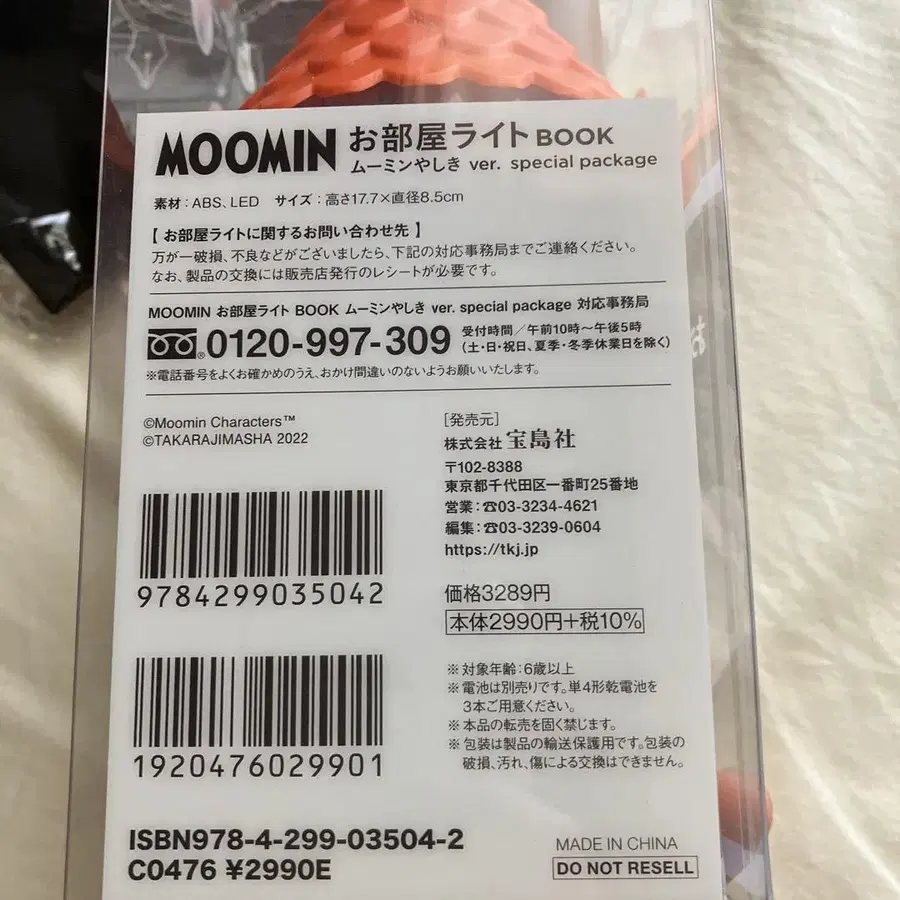 MOOMIN お部屋ライト BOOK
ムーミンやしき ver. special package
素材：ABS、LED サイズ：高さ17.7×直径8.5cm
【 お部屋ライトに関するお問い合わせ先 】
万が一破損、不良などがございましたら、下記の対応事務局までご連絡ください。
なお、製品の交換には販売店発行のレシートが必要です。
MOOMIN お部屋ライト BOOK ムーミンやしき ver. special package 対応事務局
®0120-997-309 受付時間／午前10時〜午後5時
（土・日・祝日、夏季・冬季休業日を除く）
※電話番号をよくお確かめのうえ、おかけ間違いのないようお願いいたします。
©Moomin Characters™
©TAKARAJIMASHA 2022
9784299035042
1920476029901
［発売元］
株式会社 宝島社
〒102-8388
東京都千代田区一番町25番地
営業：☎03-3234-4621
編集：☎03-3239-0604
https://tkj.jp
価格3289円
本体2990円＋税10%
※対象年齢：6歳以上
※電池は別売りです。単4形乾電池を
3本ご用意ください。
※本品の転売を固く禁じます。
※包装は製品の輸送保護用です。包装の
破損、汚れ、傷による交換はできません。
ISBN978-4-299-03504-2
C0476 ¥2990E
MADE IN CHINA
DO NOT RESELL